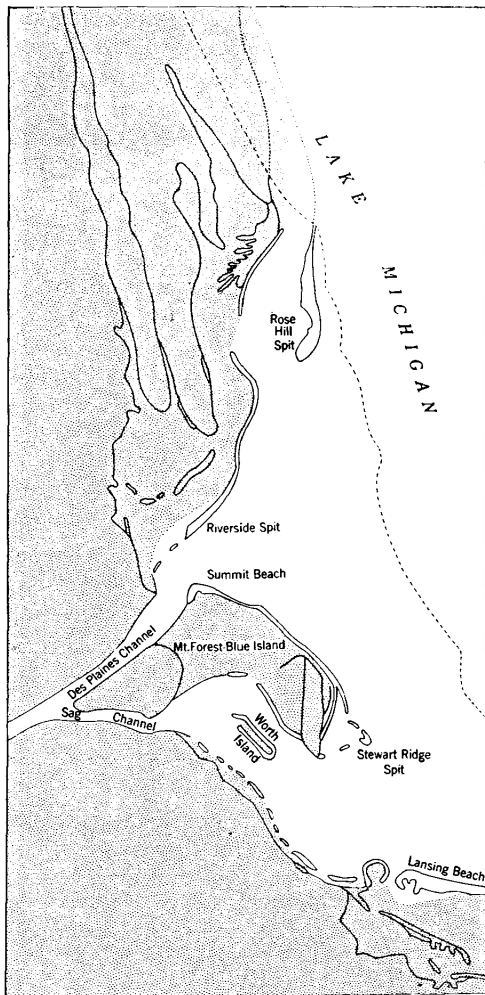 LAKE
MICHIGAN
Rose
Hill
Spit
Riverside Spit
Summit Beach
Mt. Forest-Blue Island
Des Plaines Channel
Sag Channel
Worth
Island
Stewart Ridge
Spit
Lansing Beach